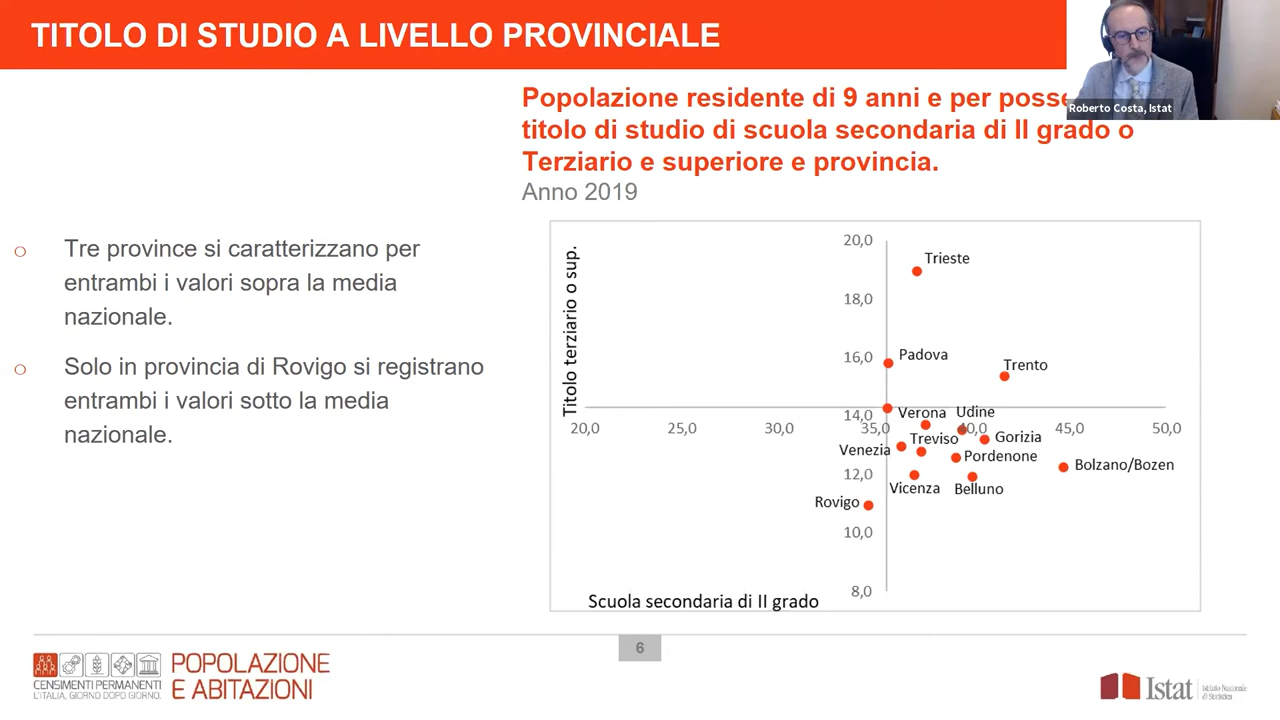 TITOLO DI STUDIO A LIVELLO PROVINCIALE
Roberto Costa, Istat
Popolazione residente di 9 anni e per
titolo di studio di scuola secondaria di II grado o
Terziario e superiore e provincia.
Anno 2019
Tre province si caratterizzano per
entrambi i valori sopra la media
nazionale.
Solo in provincia di Rovigo si registrano
entrambi i valori sotto la media
nazionale.
Titolo terziario o sup.
20,0
Trieste
18,0
16,0
Padova
Trento
14,0
Verona
Udine
20,0 25,0 30,0 35,0 40,0 45,0 50,0
Treviso
Gorizia
Venezia
Pordenone
Bolzano/Bozen
12,0
Vicenza
Belluno
Rovigo
10,0
8,0
Scuola secondaria di II grado
6
CENSIMENTI PERMANENTI
L'ITALIA, GIORNO DOPO GIORNO.
POPOLAZIONE
E ABITAZIONI
Istat
Istituto Nazionale
di Statistica